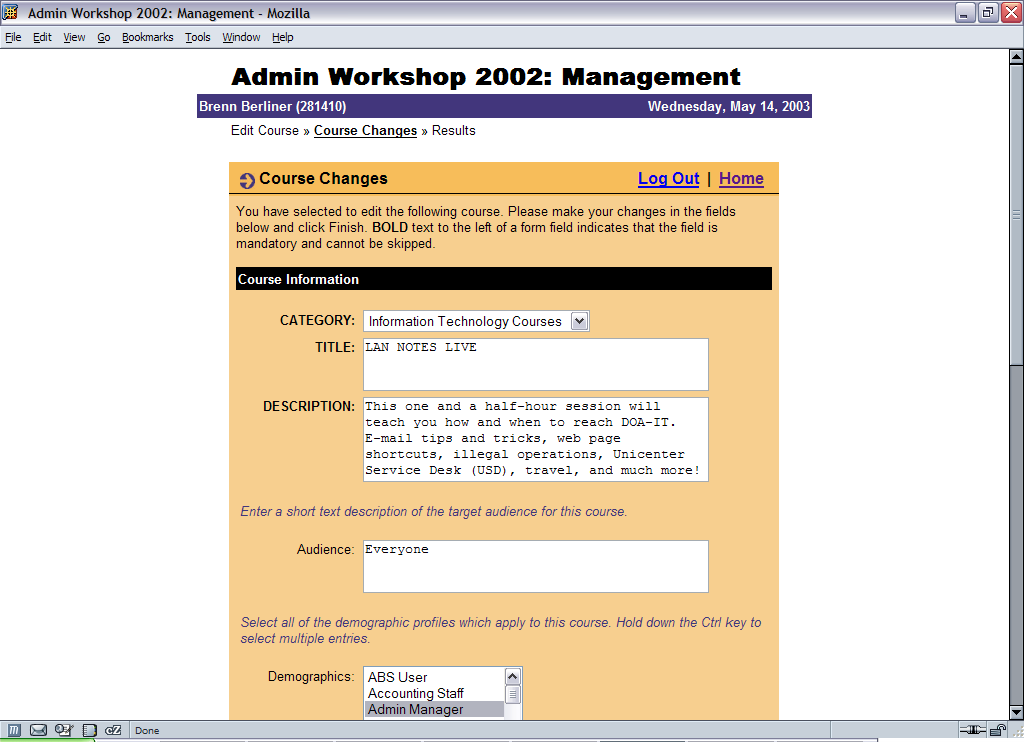 Admin Workshop 2002: Management - Mozilla
File Edit View Go Bookmarks Tools Window Help
Admin Workshop 2002: Management
Brenn Berliner (281410) Wednesday, May 14, 2003
Edit Course » Course Changes » Results
Course Changes Log Out | Home
You have selected to edit the following course. Please make your changes in the fields
below and click Finish. BOLD text to the left of a form field indicates that the field is
mandatory and cannot be skipped.
Course Information
CATEGORY: Information Technology Courses
TITLE: LAN NOTES LIVE
DESCRIPTION: This one and a half-hour session will
teach you how and when to reach DOA-IT.
E-mail tips and tricks, web page
shortcuts, illegal operations, Unicenter
Service Desk (USD), travel, and much more!
Enter a short text description of the target audience for this course.
Audience: Everyone
Select all of the demographic profiles which apply to this course. Hold down the Ctrl key to
select multiple entries.
Demographics: ABS User
Accounting Staff
Admin Manager
cZ Done